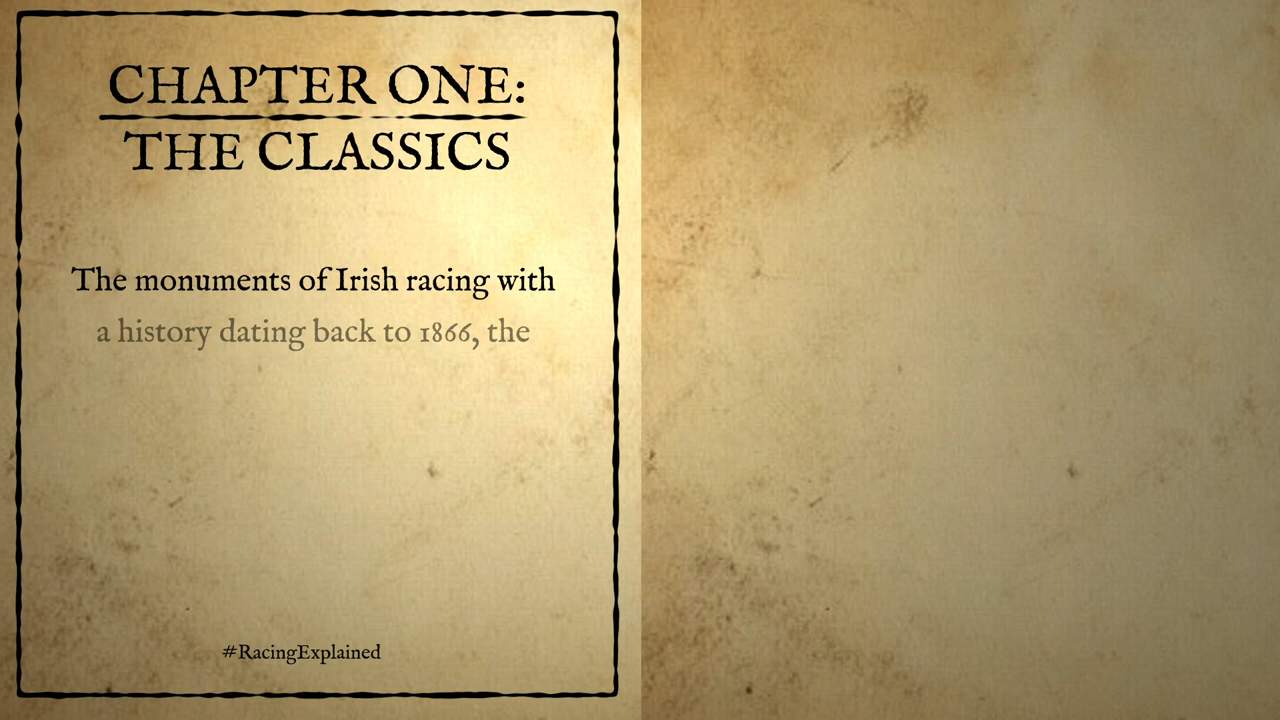 CHAPTER ONE:
THE CLASSICS
The monuments of Irish racing with
a history dating back to 1866, the
#RacingExplained